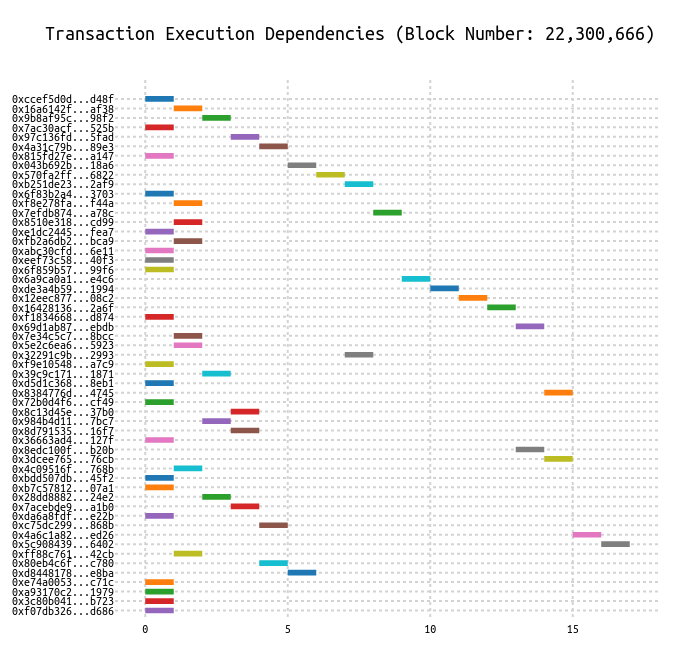 Transaction Execution Dependencies (Block Number: 22,300,666)
0xccef5d0d...d48f
0x16a6142f...af38
0x9b8af95c...98f2
0x7ac30acf...525b
0x97c136fd...5fad
0x4a31c79b...89e3
0x815fd27e...a147
0x043b692b...18a6
0x570fa2ff...6822
0xb251de23...2af9
0x6f83b2a4...3703
0xf8e278fa...f44a
0x7efdb874...a78c
0x8510e318...cd99
0xe1dc2445...fea7
0xfb2a6db2...bca9
0xabc30cfd...6e11
0xeef73c58...40f3
0x6f859b57...99f6
0x6a9ca0a1...e4c6
0xde3a4b59...1994
0x12eec877...08c2
0x16428136...2a6f
0xf1834668...d874
0x69d1ab87...ebdb
0x7e34c5c7...8bcc
0x5e2c6ea6...5923
0x32291c9b...2993
0xf9e10548...a7c9
0x39c9c171...1871
0xd5d1c368...8eb1
0x8384776d...4745
0x72b0d4f6...cf49
0x8c13d45e...37b0
0x984b4d11...7bc7
0x8d791535...16f7
0x36663ad4...127f
0x8edc100f...b20b
0x3dcee765...76cb
0x4c09516f...768b
0xbdd507db...45f2
0xb7c57812...07a1
0x28dd8882...24e2
0x7acebde9...a1b0
0xda6a8fdf...e22b
0xc75dc299...868b
0x4a6c1a82...ed26
0x5c908439...6402
0xff88c761...42cb
0x80eb4c6f...c780
0xd8448178...e8ba
0xe74a0053...c71c
0xa93170c2...1979
0x3c80b041...b723
0xf07db326...d686
0 5 10 15